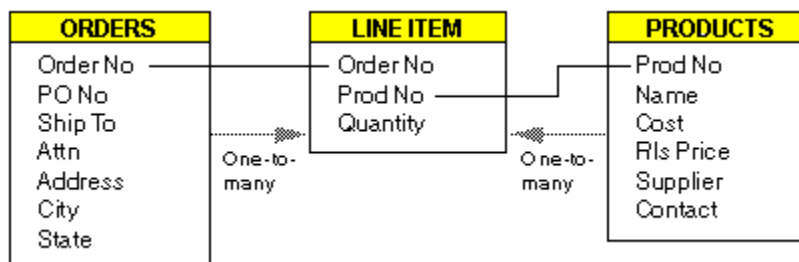 ORDERS
Order No
PO No
Ship To
Attn
Address
City
State
One-to-
many
LINE ITEM
Order No
Prod No
Quantity
One-to-
many
PRODUCTS
Prod No
Name
Cost
Rls Price
Supplier
Contact